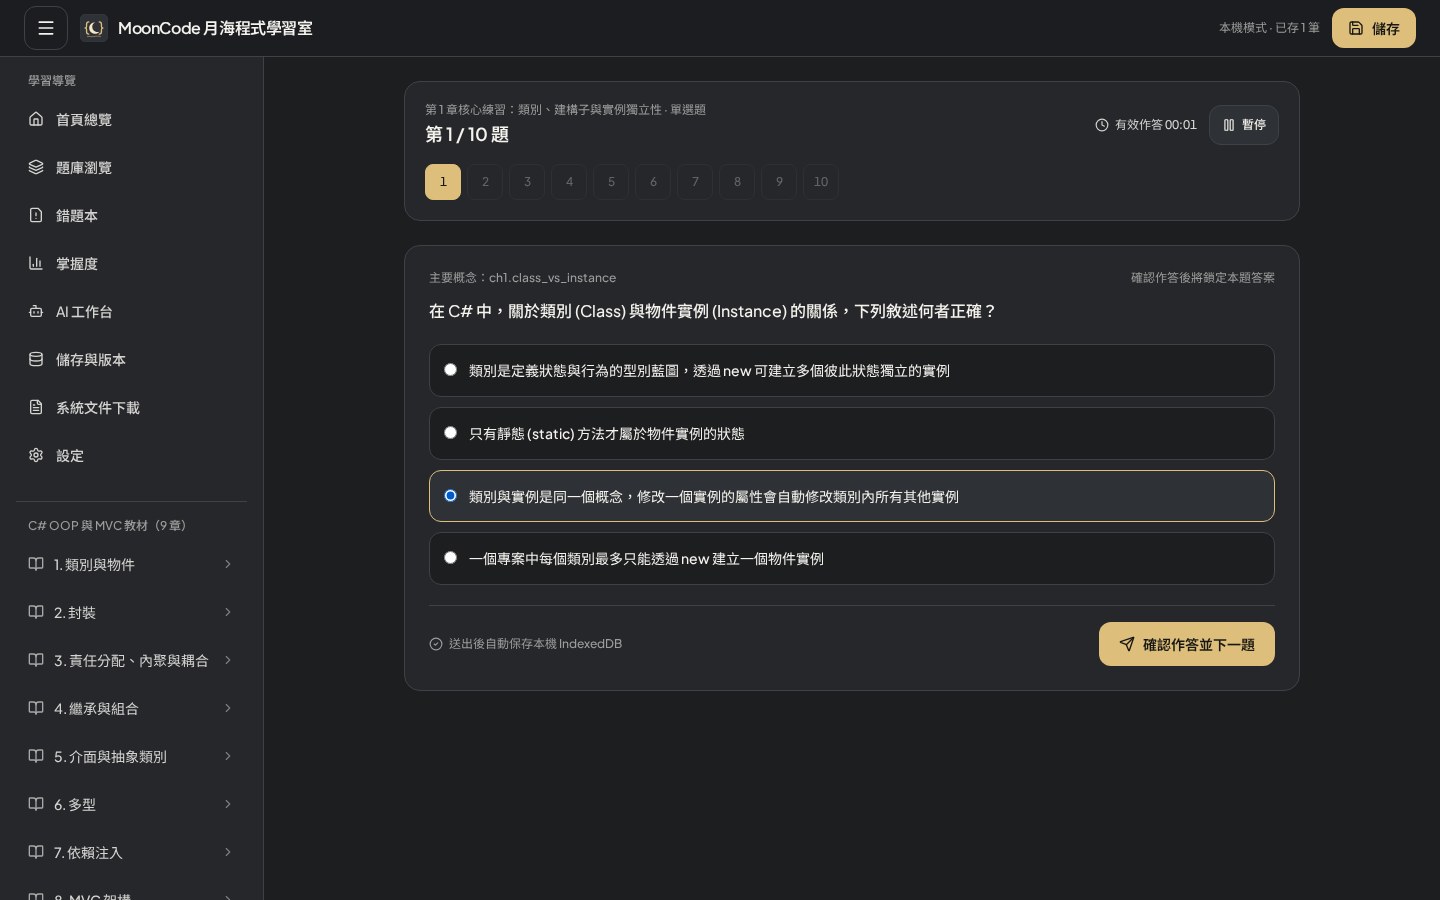 MoonCode 月海程式學習室
本機模式 · 已存 1 筆
儲存
學習導覽
首頁總覽
題庫瀏覽
錯題本
掌握度
AI 工作台
儲存與版本
系統文件下載
設定
C# OOP 與 MVC 教材（9 章）
1. 類別與物件
2. 封裝
3. 責任分配、內聚與耦合
4. 繼承與組合
5. 介面與抽象類別
6. 多型
7. 依賴注入
8. MVC 架構
第 1 章核心練習：類別、建構子與實例獨立性 · 單選題
第 1 / 10 題
有效作答 00:01
暫停
1 2 3 4 5 6 7 8 9 10
主要概念：ch1.class_vs_instance
確認作答後將鎖定本題答案
在 C# 中，關於類別 (Class) 與物件實例 (Instance) 的關係，下列敘述何者正確？
類別是定義狀態與行為的型別藍圖，透過 new 可建立多個彼此狀態獨立的實例
只有靜態 (static) 方法才屬於物件實例的狀態
類別與實例是同一個概念，修改一個實例的屬性會自動修改類別內所有其他實例
一個專案中每個類別最多只能透過 new 建立一個物件實例
送出後自動保存本機 IndexedDB
確認作答並下一題